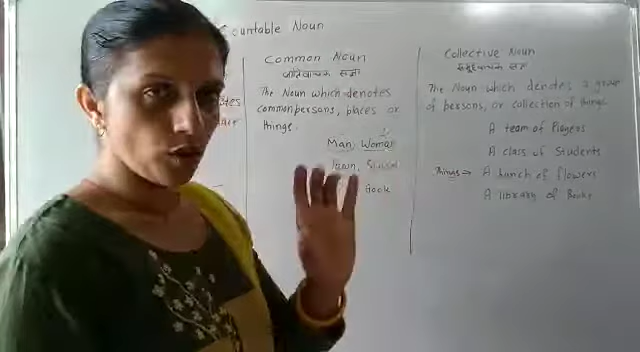 Countable Noun
Common Noun
जातिवाचक संज्ञा
The Noun which denotes
common persons, places or
things.
Man, Woman
Town,
Book
Collective Noun
समूहवाचक संज्ञा
The Noun which denotes a group
of persons, or collection of things.
A team of Players
A class of Students
Things → A bunch of flowers
A library of Books